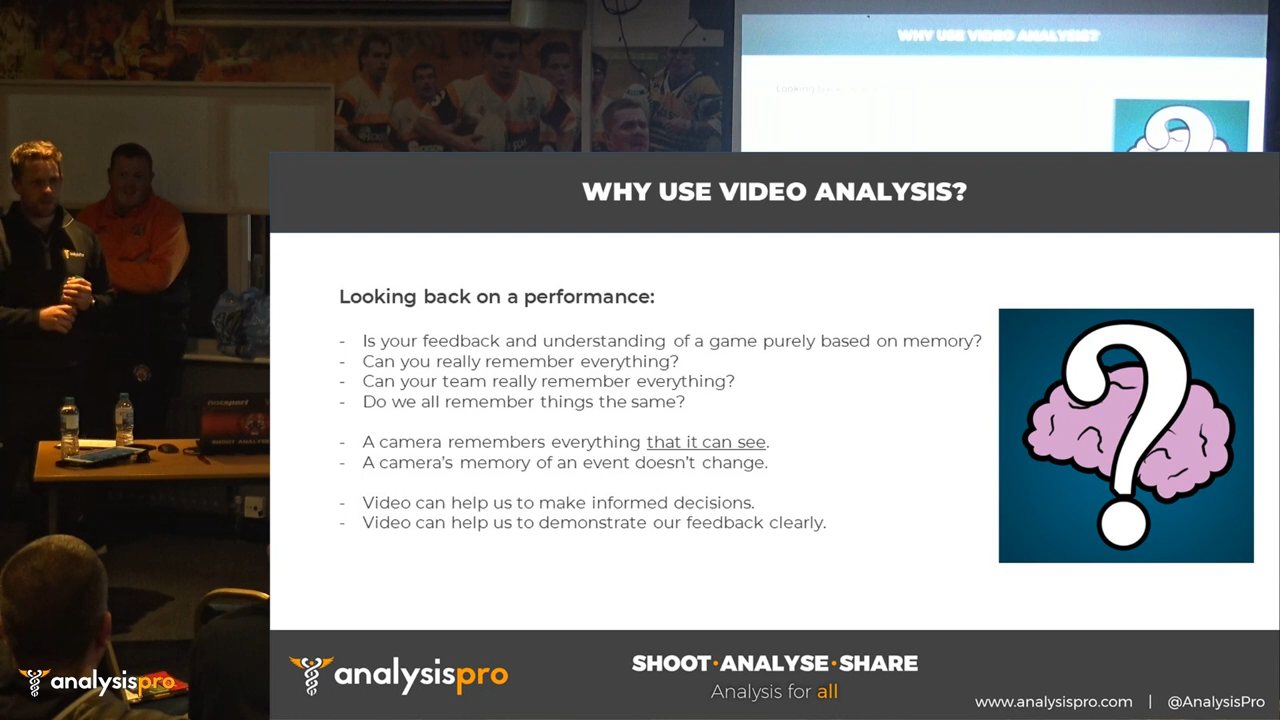 WHY USE VIDEO ANALYSIS?
Looking
WHY USE VIDEO ANALYSIS?
Looking back on a performance:
- Is your feedback and understanding of a game purely based on memory?
- Can you really remember everything?
- Can your team really remember everything?
- Do we all remember things the same?
- A camera remembers everything that it can see.
- A camera's memory of an event doesn't change.
- Video can help us to make informed decisions.
- Video can help us to demonstrate our feedback clearly.
SHOOT ANALYSE
analysispro
analysispro
SHOOT·ANALYSE·SHARE
Analysis for all
www.analysispro.com | @AnalysisPro